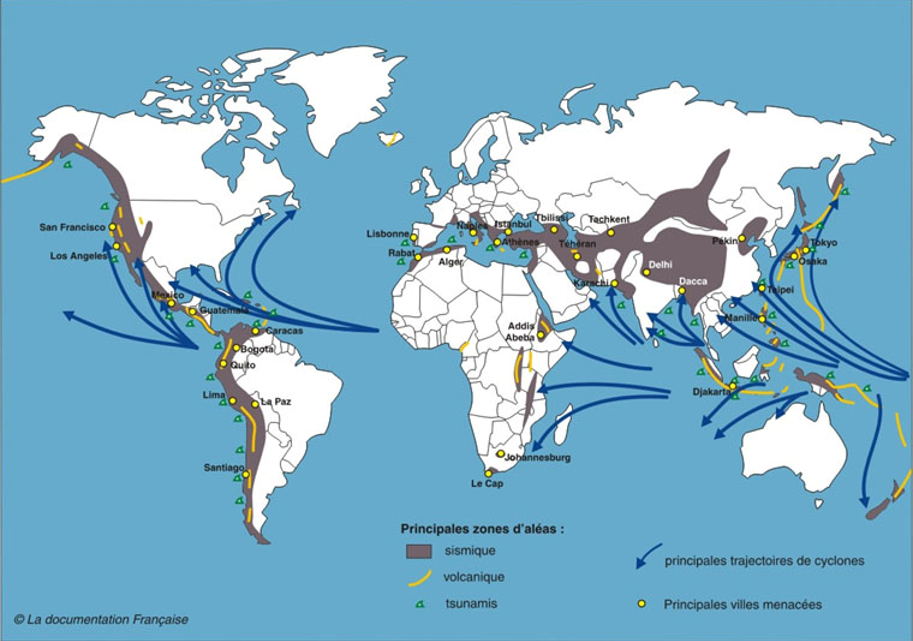 San Francisco
Los Angeles
Mexico
Guatemala
Caracas
Bogota
Quito
Lima
La Paz
Santiago
Lisbonne
Rabat
Alger
Naples
Istanbul
Athènes
Tbilissi
Téhéran
Tachkent
Karachi
Delhi
Dacca
Pékin
Tokyo
Osaka
Taipei
Manille
Djakarta
Addis
Abeba
Johannesburg
Le Cap
Principales zones d'aléas :
sismique
volcanique
tsunamis
principales trajectoires de cyclones
Principales villes menacées
© La documentation Française